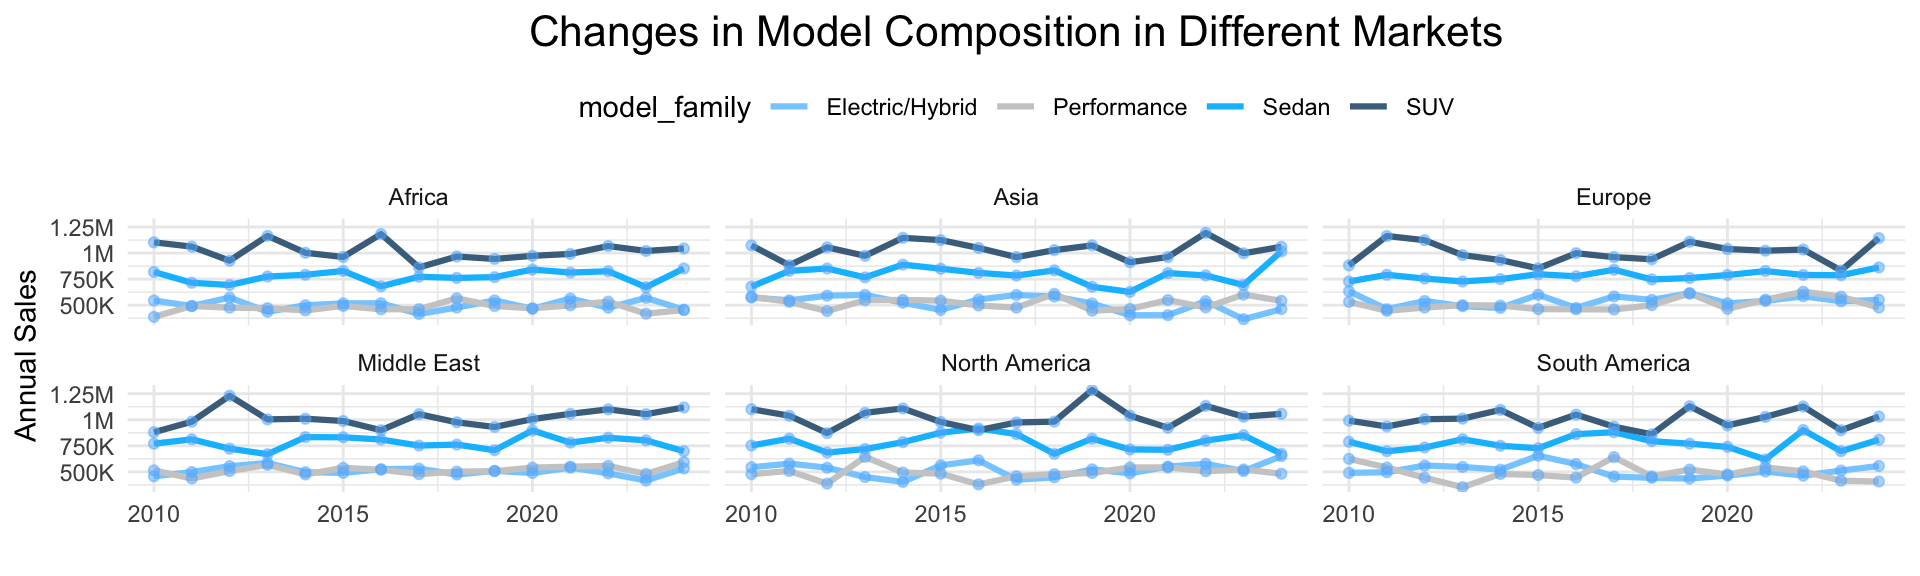 Changes in Model Composition in Different Markets
model_family Electric/Hybrid Performance Sedan SUV
Africa Asia Europe
1.25M
1M
750K
500K
Annual Sales
Middle East North America South America
1.25M
1M
750K
500K
2010 2015 2020 2010 2015 2020 2010 2015 2020